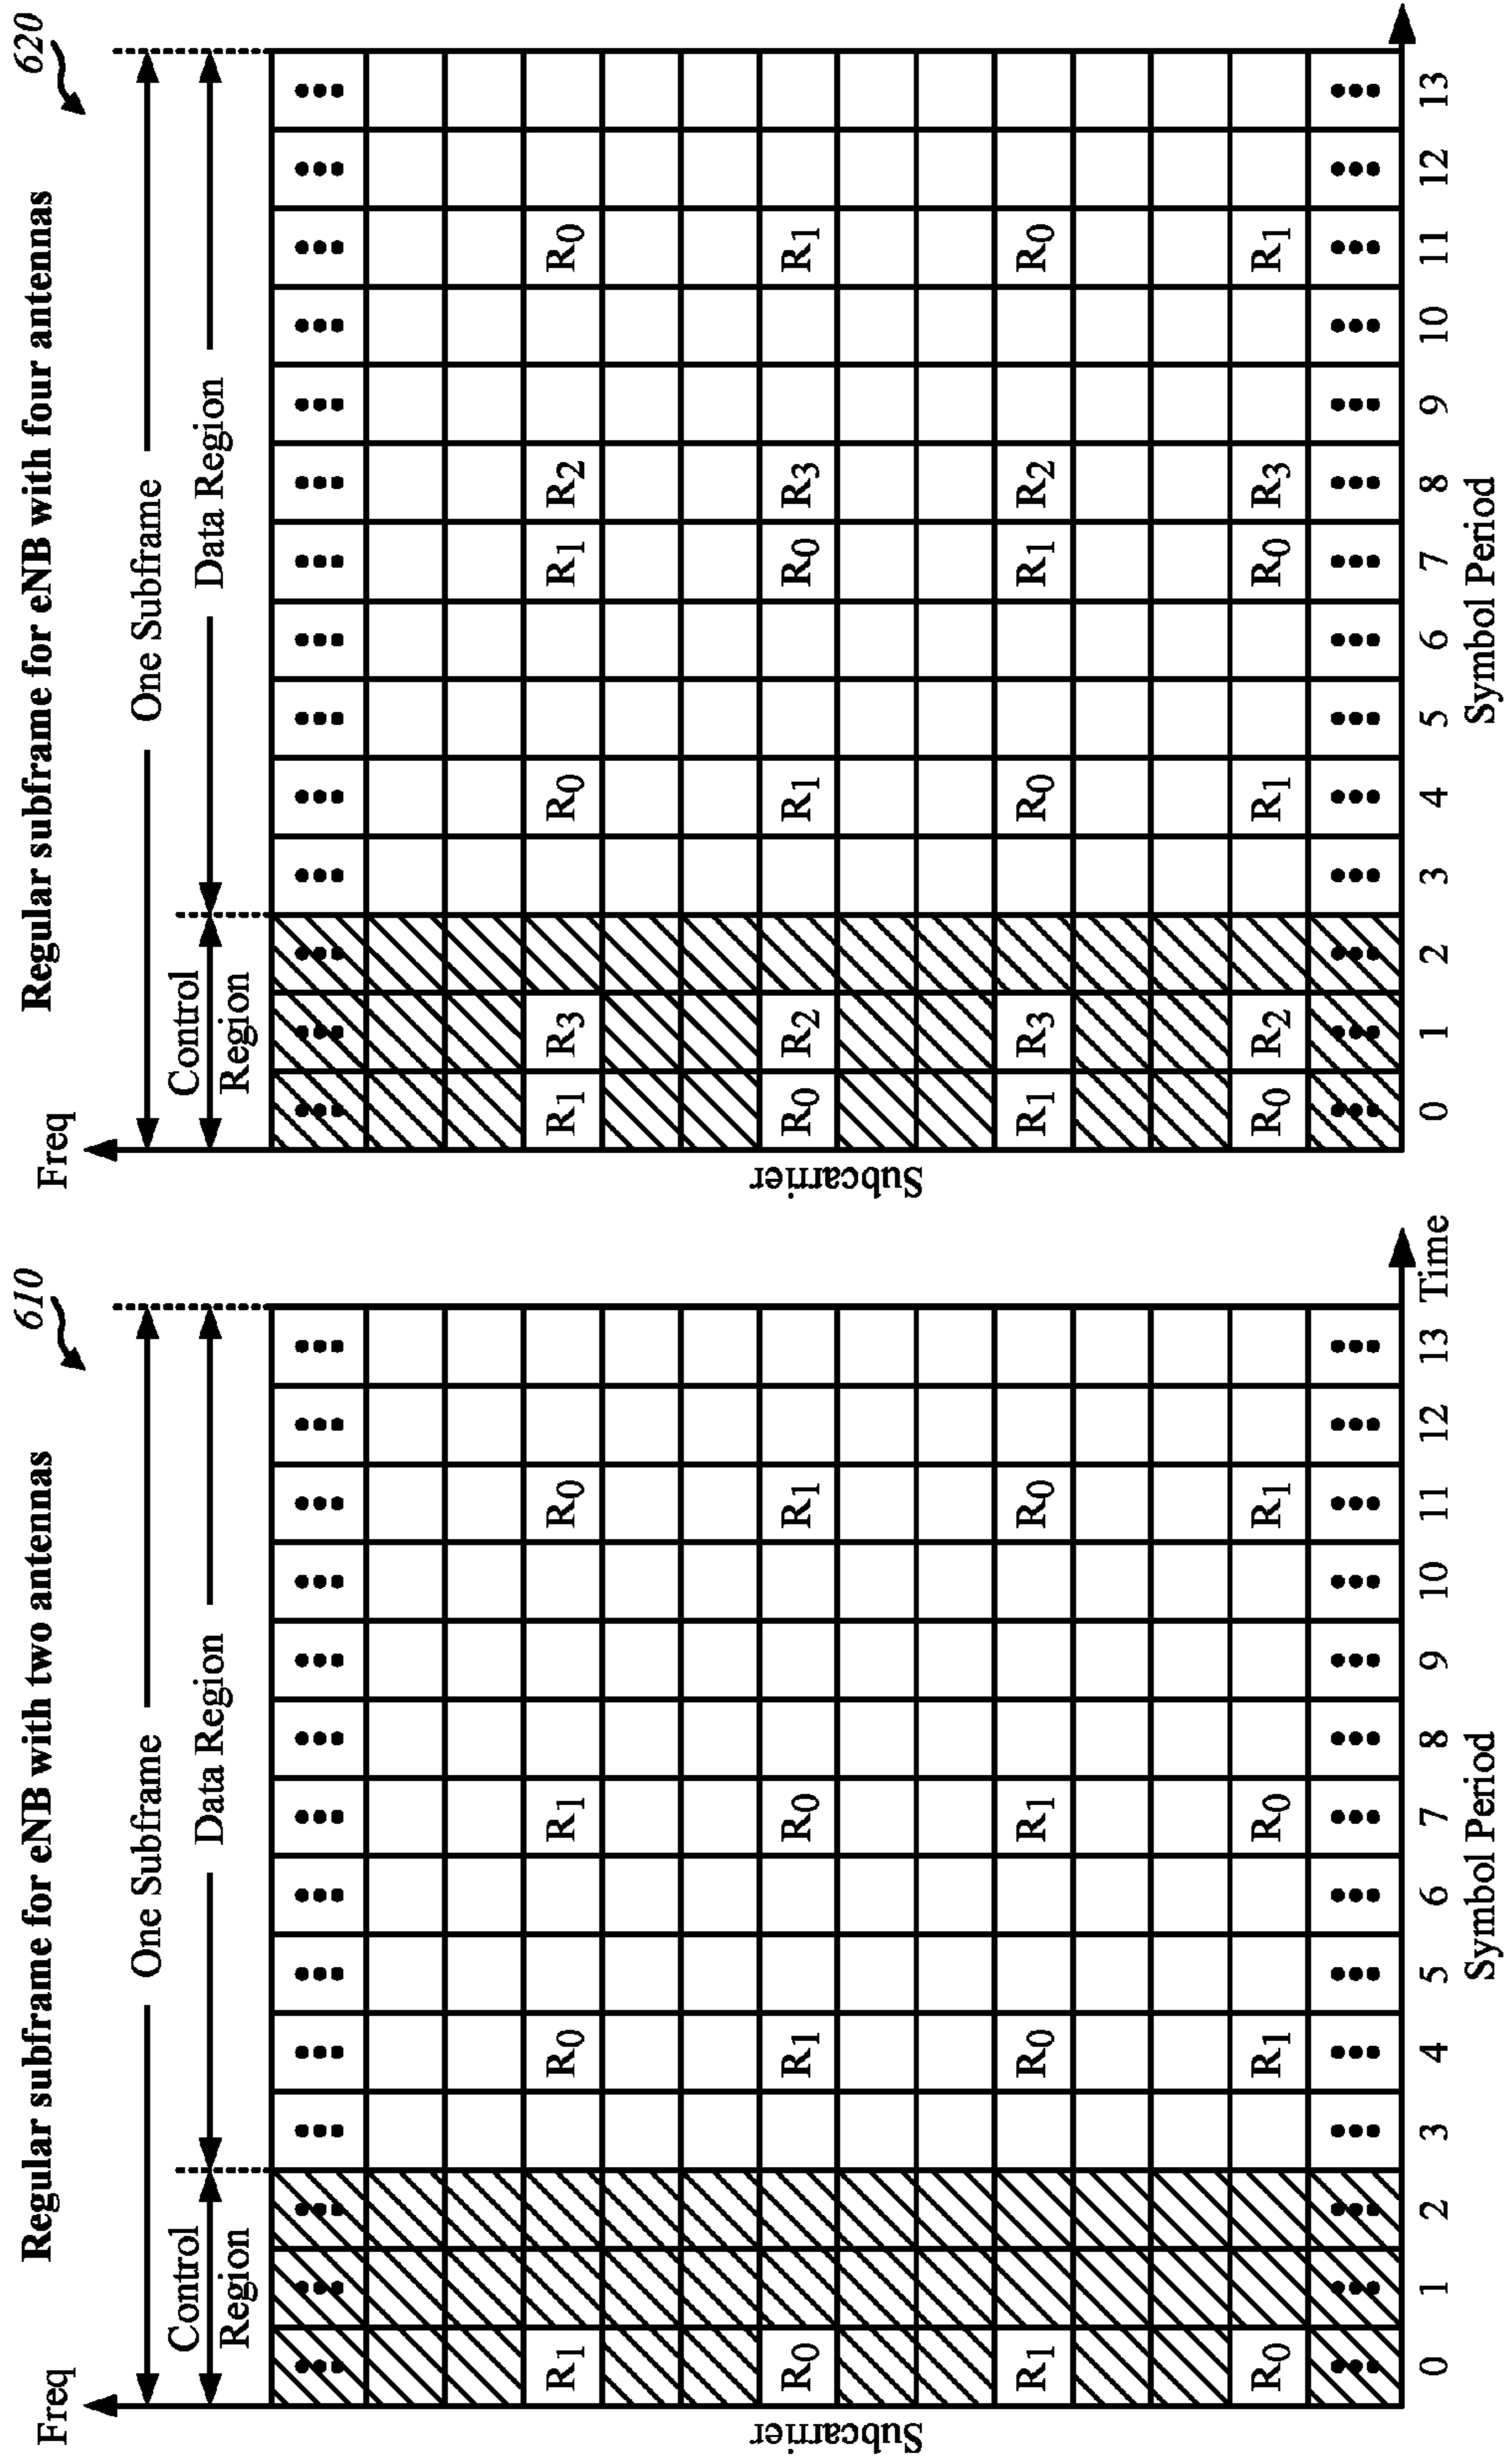 Regular subframe for eNB with two antennas
610
Freq
One Subframe
Control
Region
Data Region
Subcarrier
... ... ... ... ... ... ... ... ... ... ... ... ... ...
R1 R0 R1 R0
R0 R1 R0 R1
R1 R0 R1 R0
R0 R1 R0 R1
... ... ... ... ... ... ... ... ... ... ... ... ... ...
0 1 2 3 4 5 6 7 8 9 10 11 12 13
Time
Symbol Period
Regular subframe for eNB with four antennas
620
Freq
One Subframe
Control
Region
Data Region
Subcarrier
... ... ... ... ... ... ... ... ... ... ... ... ... ...
R1 R3 R0 R1 R2 R0
R0 R2 R1 R0 R3 R1
R1 R3 R0 R1 R2 R0
R0 R2 R1 R0 R3 R1
... ... ... ... ... ... ... ... ... ... ... ... ... ...
0 1 2 3 4 5 6 7 8 9 10 11 12 13
Symbol Period